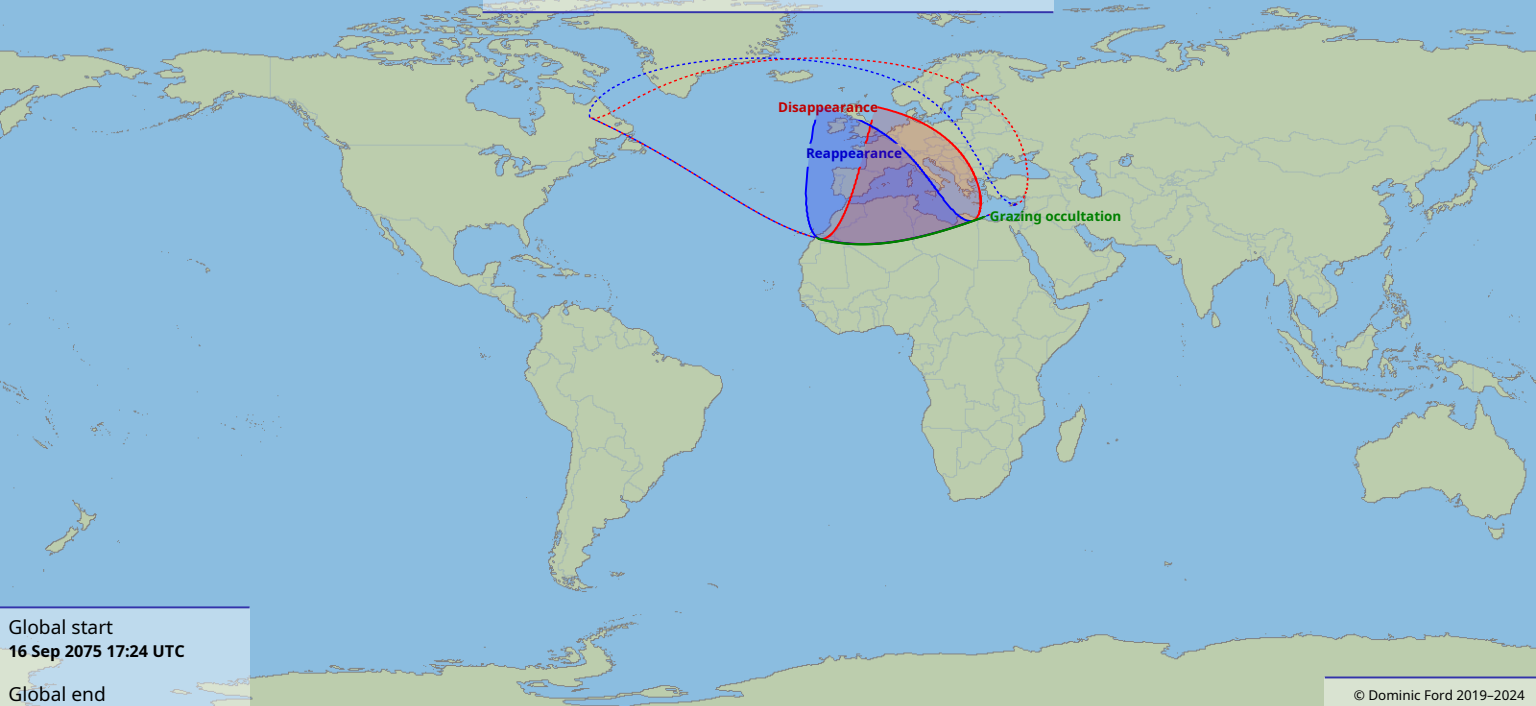 Disappearance
Reappearance
Grazing occultation
Global start
16 Sep 2075 17:24 UTC
Global end
© Dominic Ford 2019–2024